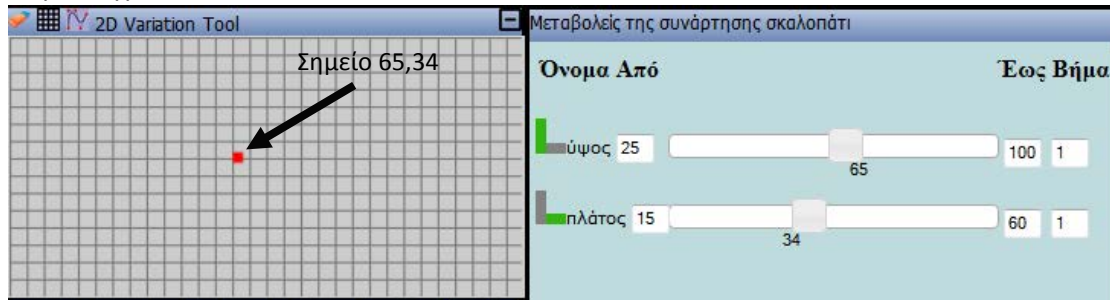 2D Variation Tool
Σημείο 65,34
Μεταβολείς της συνάρτησης σκαλοπάτι
Όνομα Από Έως Βήμα
ύψος 25 65 100 1
πλάτος 15 34 60 1